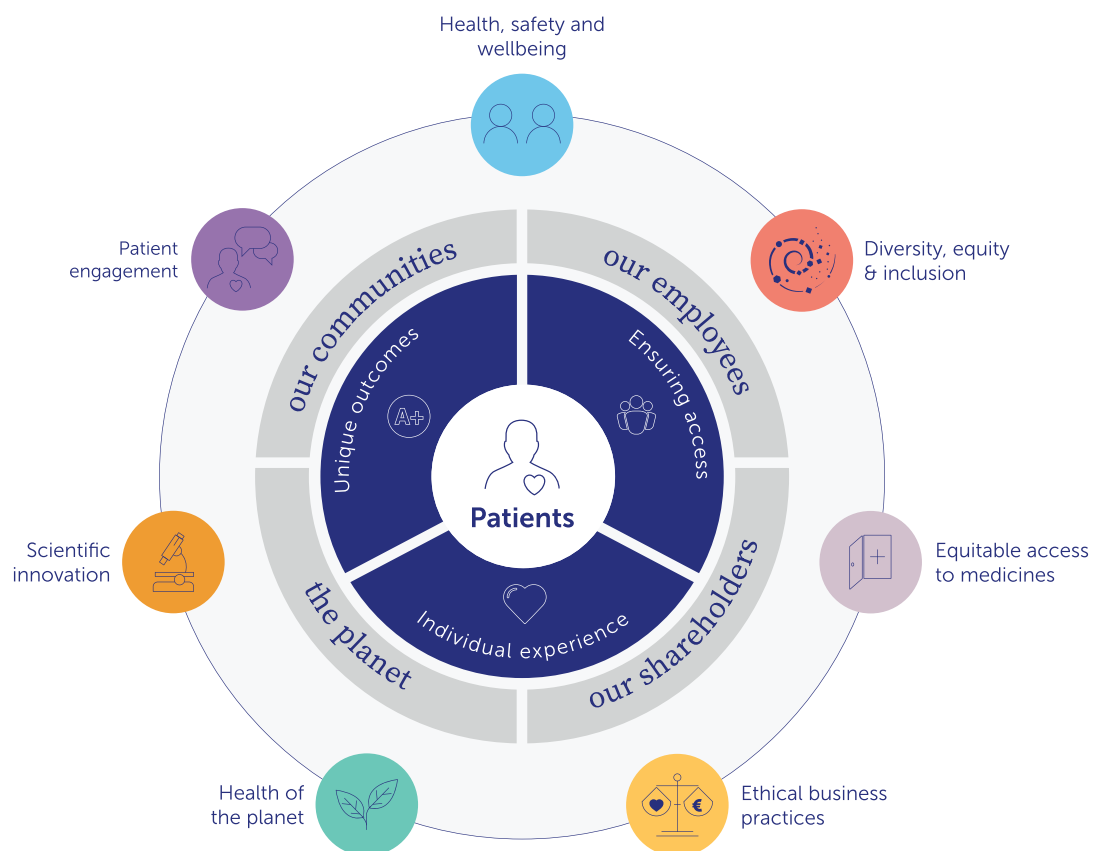 Health, safety and
wellbeing
Patient
engagement
Diversity, equity
& inclusion
our communities
our employees
Unique outcomes
A+
Ensuring access
Patients
Scientific
innovation
Equitable access
to medicines
Individual experience
the planet
our shareholders
Health of
the planet
€
Ethical business
practices